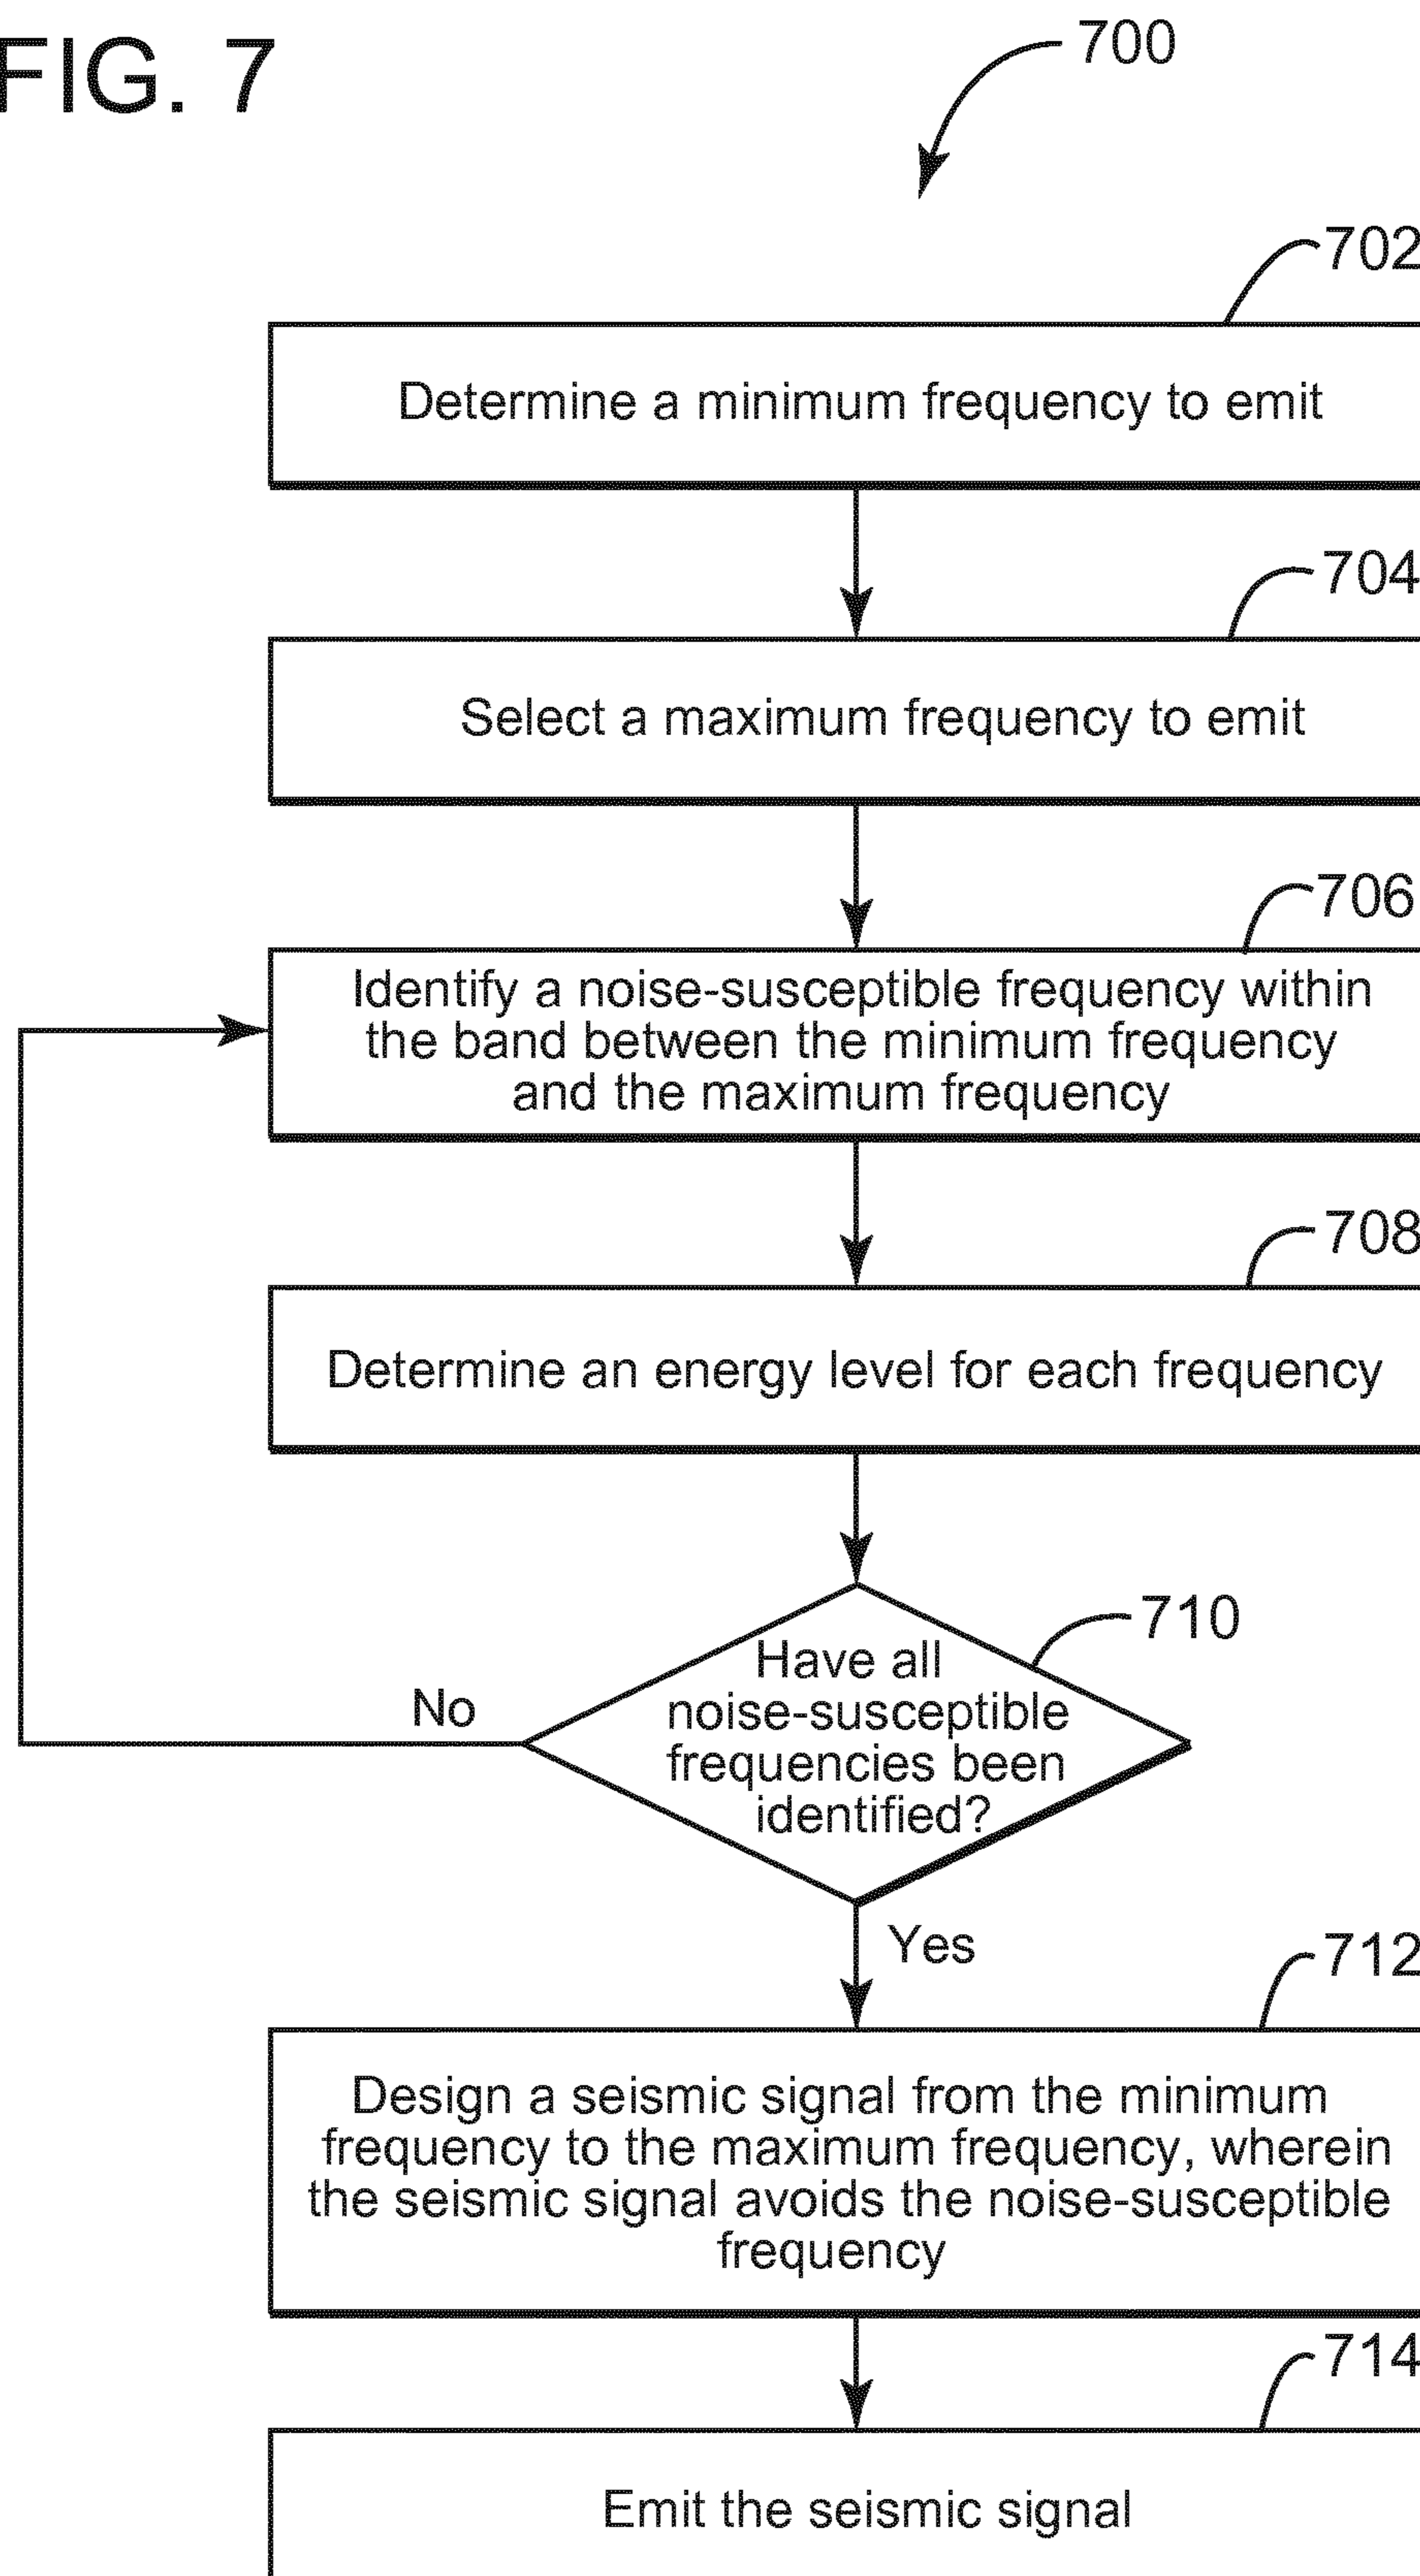 FIG. 7
700
702
Determine a minimum frequency to emit
704
Select a maximum frequency to emit
706
Identify a noise-susceptible frequency within
the band between the minimum frequency
and the maximum frequency
708
Determine an energy level for each frequency
710
Have all
noise-susceptible
frequencies been
identified?
No
Yes
712
Design a seismic signal from the minimum
frequency to the maximum frequency, wherein
the seismic signal avoids the noise-susceptible
frequency
714
Emit the seismic signal